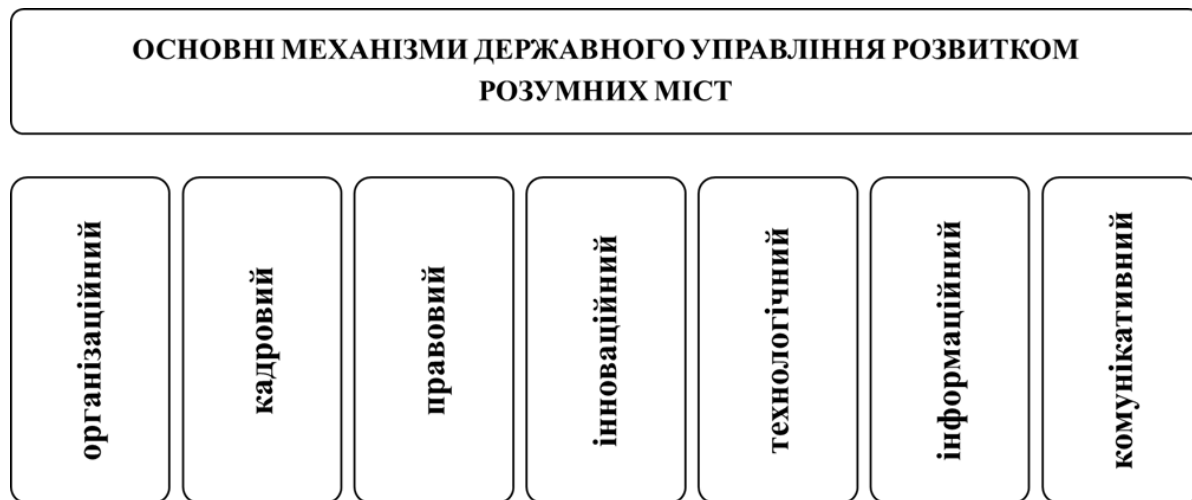 ОСНОВНІ МЕХАНІЗМИ ДЕРЖАВНОГО УПРАВЛІННЯ РОЗВИТКОМ
РОЗУМНИХ МІСТ
організаційний
кадровий
правовий
інноваційний
технологічний
інформаційний
комунікативний